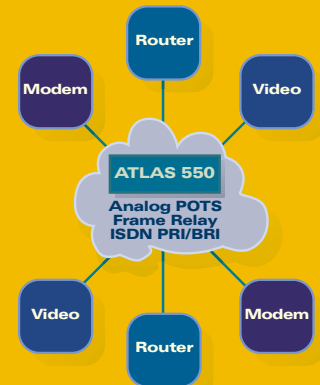 Router
Modem
Video
ATLAS 550
Analog POTS
Frame Relay
ISDN PRI/BRI
Video
Modem
Router